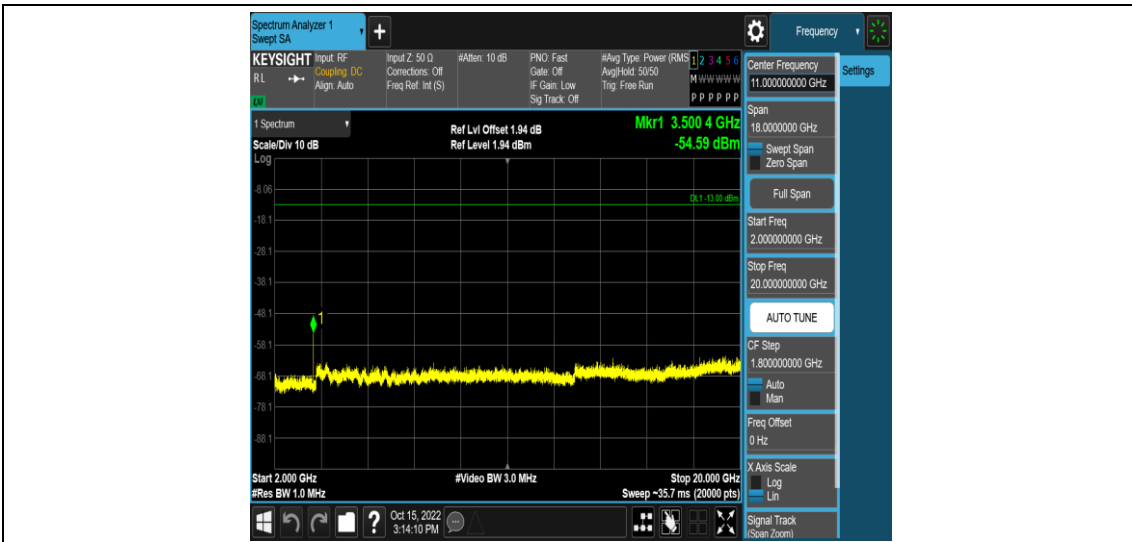 Spectrum Analyzer 1
Swept SA
Frequency
KEYSIGHT
RL
LXI
Input: RF
Coupling: DC
Align: Auto
Input Z: 50 Ω
Corrections: Off
Freq Ref: Int (S)
#Atten: 10 dB
PNO: Fast
Gate: Off
IF Gain: Low
Sig Track: Off
#Avg Type: Power (RMS
Avg|Hold: 50/50
Trig: Free Run
1 2 3 4 5 6
M W W W W W
P P P P P P
1 Spectrum
Scale/Div 10 dB
Log
Ref Lvl Offset 1.94 dB
Ref Level 1.94 dBm
Mkr1 3.500 4 GHz
-54.59 dBm
-8.06
DL1 -13.00 dBm
-18.1
-28.1
-38.1
-48.1
1
-58.1
-68.1
-78.1
-88.1
Start 2.000 GHz
#Res BW 1.0 MHz
#Video BW 3.0 MHz
Stop 20.000 GHz
Sweep ~35.7 ms (20000 pts)
?
Oct 15, 2022
3:14:10 PM
Center Frequency
11.000000000 GHz
Settings
Span
18.0000000 GHz
Swept Span
Zero Span
Full Span
Start Freq
2.000000000 GHz
Stop Freq
20.000000000 GHz
AUTO TUNE
CF Step
1.800000000 GHz
Auto
Man
Freq Offset
0 Hz
X Axis Scale
Log
Lin
Signal Track
(Span Zoom)